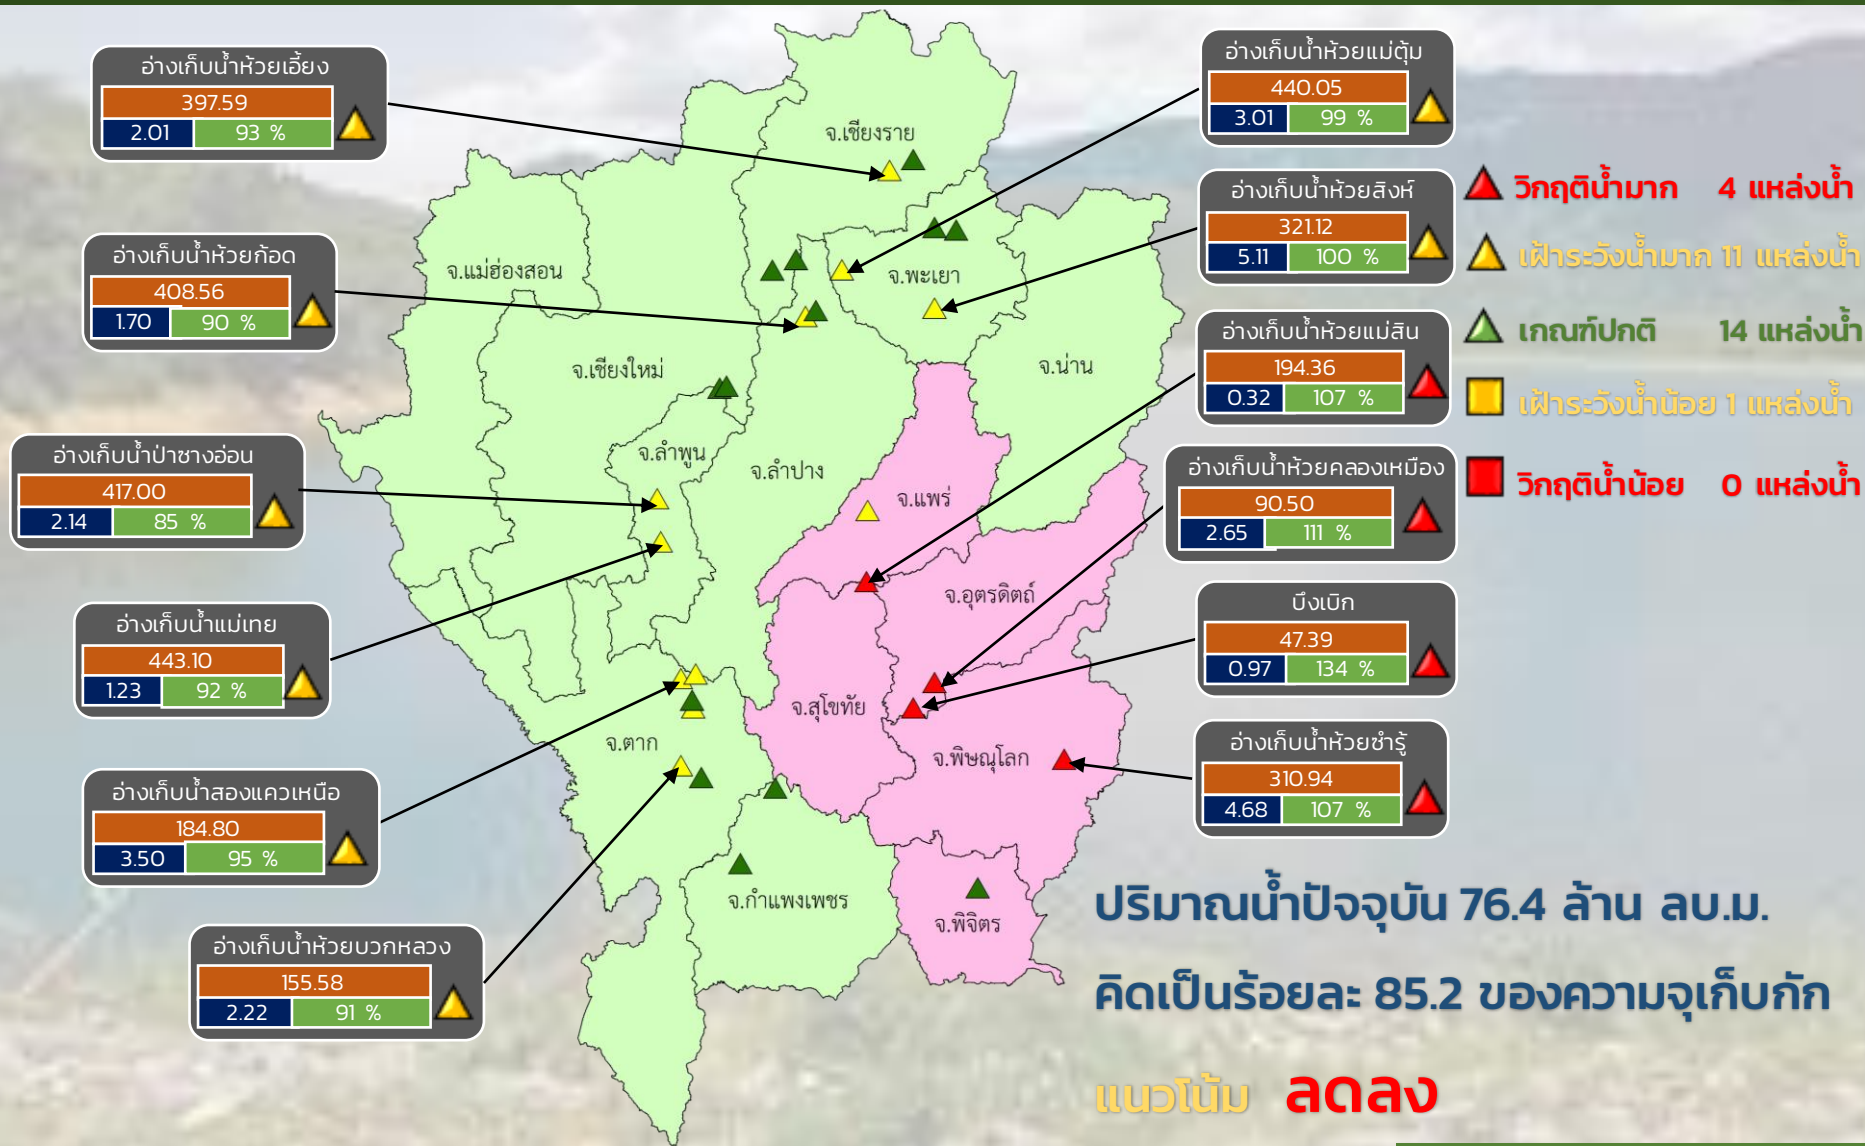 อ่างเก็บน้ำห้วยเอี้ยง
397.59
2.01 93 %
อ่างเก็บน้ำห้วยก้อด
408.56
1.70 90 %
อ่างเก็บน้ำป่าซางอ่อน
417.00
2.14 85 %
อ่างเก็บน้ำแม่เทย
443.10
1.23 92 %
อ่างเก็บน้ำสองแควเหนือ
184.80
3.50 95 %
อ่างเก็บน้ำห้วยบวกหลวง
155.58
2.22 91 %
จ.เชียงราย
จ.แม่ฮ่องสอน
จ.พะเยา
จ.เชียงใหม่
จ.น่าน
จ.ลำพูน
จ.ลำปาง
จ.แพร่
จ.อุตรดิตถ์
จ.สุโขทัย
จ.ตาก
จ.พิษณุโลก
จ.กำแพงเพชร
จ.พิจิตร
อ่างเก็บน้ำห้วยแม่ตุ้ม
440.05
3.01 99 %
อ่างเก็บน้ำห้วยสิงห์
321.12
5.11 100 %
อ่างเก็บน้ำห้วยแม่สิน
194.36
0.32 107 %
อ่างเก็บน้ำห้วยคลองเหมือง
90.50
2.65 111 %
บึงเบิก
47.39
0.97 134 %
อ่างเก็บน้ำห้วยซำรู้
310.94
4.68 107 %
วิกฤติน้ำมาก 4 แหล่งน้ำ
เฝ้าระวังน้ำมาก 11 แหล่งน้ำ
เกณฑ์ปกติ 14 แหล่งน้ำ
เฝ้าระวังน้ำน้อย 1 แหล่งน้ำ
วิกฤติน้ำน้อย 0 แหล่งน้ำ
ปริมาณน้ำปัจจุบัน 76.4 ล้าน ลบ.ม.
คิดเป็นร้อยละ 85.2 ของความจุเก็บกัก
แนวโน้ม ลดลง